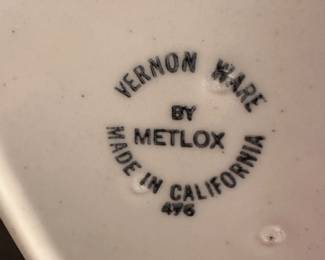 VERNON WARE
BY
METLOX
MADE IN CALIFORNIA
476